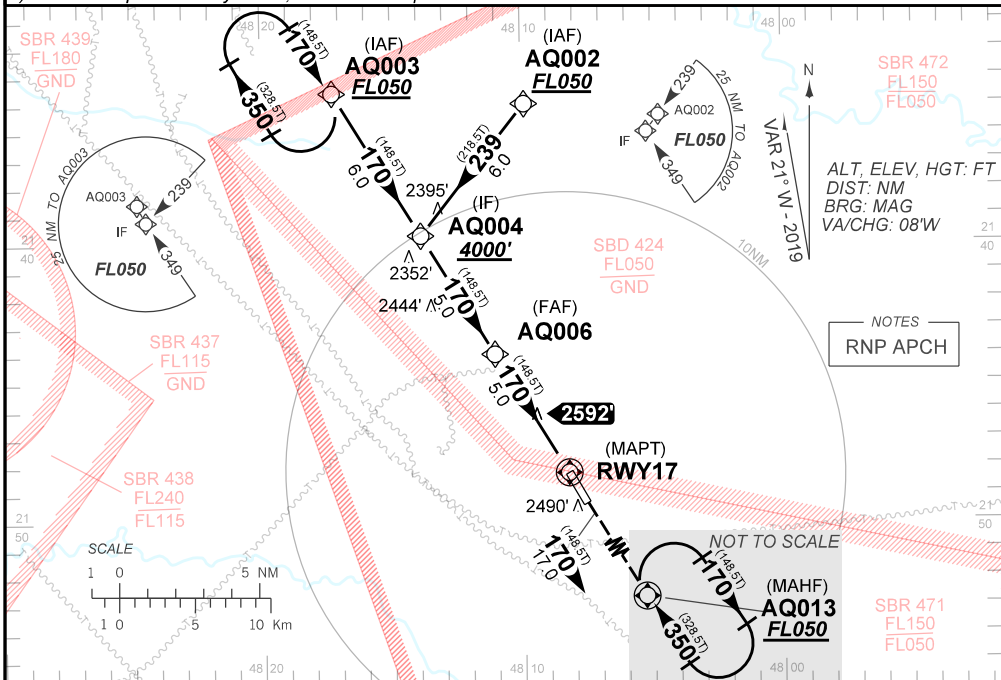 48 20
48 10
48 00
SBR 439
FL180
GND
170
(148.5T)
350
(328.5T)
(IAF)
AQ003
FL050
(IAF)
AQ002
FL050
239
AQ002
IF
FL050
349
25 NM TO AQ002
N
VAR 21° W - 2019
SBR 472
FL150
FL050
ALT, ELEV, HGT: FT
DIST: NM
BRG: MAG
VA/CHG: 08'W
25 NM TO AQ003
AQ003
239
IF
FL050
349
170
(148.5T)
6.0
239
(218.5T)
6.0
2395'
(IF)
AQ004
4000'
2352'
21
40
21
40
SBD 424
FL050
GND
10NM
2444'
170
(148.5T)
5.0
(FAF)
AQ006
NOTES
RNP APCH
SBR 437
FL115
GND
170
(148.5T)
5.0
2592'
(MAPT)
RWY17
SBR 438
FL240
FL115
2490'
21
50
21
50
170
(148.5T)
17.0
NOT TO SCALE
SCALE
1 0 5 NM
1 0 5 10 Km
170
(148.5T)
(MAHF)
AQ013
FL050
350
(328.5T)
SBR 471
FL150
FL050
48 20
48 10
48 00